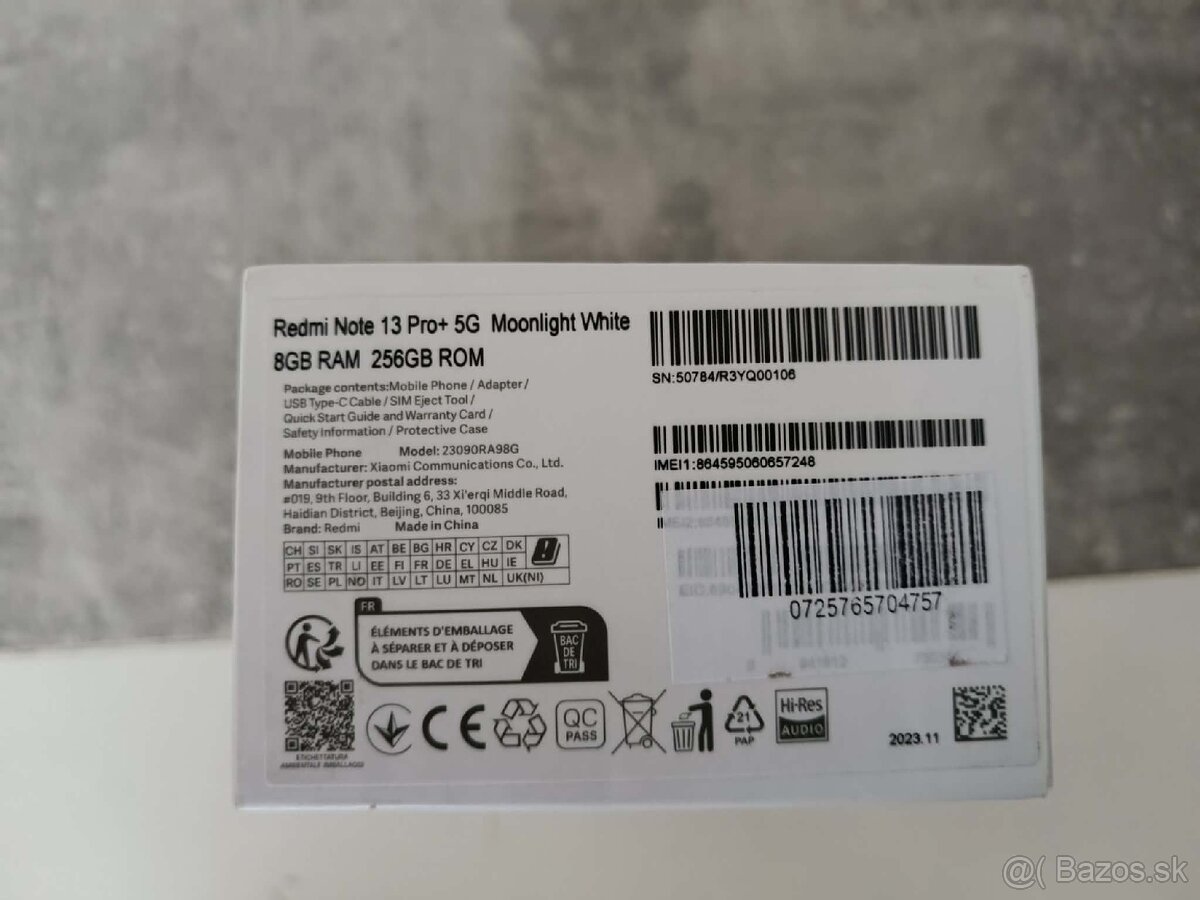 Redmi Note 13 Pro+ 5G Moonlight White
8GB RAM 256GB ROM
Package contents:Mobile Phone / Adapter /
USB Type-C Cable / SIM Eject Tool /
Quick Start Guide and Warranty Card /
Safety Information / Protective Case
Mobile Phone Model: 23090RA98G
Manufacturer: Xiaomi Communications Co., Ltd.
Manufacturer postal address:
#019, 9th Floor, Building 6, 33 Xi'erqi Middle Road,
Haidian District, Beijing, China, 100085
Brand: Redmi Made in China
CH SI SK IS AT BE BG HR CY CZ DK
PT ES TR LI EE FI FR DE EL HU IE
RO SE PL NO IT LV LT LU MT NL UK(NI)
SN:50784/R3YQ00106
IMEI1:864595060657248
0725765704757
FR
ÉLÉMENTS D'EMBALLAGE
À SÉPARER ET À DÉPOSER
DANS LE BAC DE TRI
BAC
DE
TRI
ETICHETTATURA
AMBIENTALE IMBALLAGGI
CE
QC
PASS
21
PAP
Hi-Res
AUDIO
2023.11
@( Bazos.sk